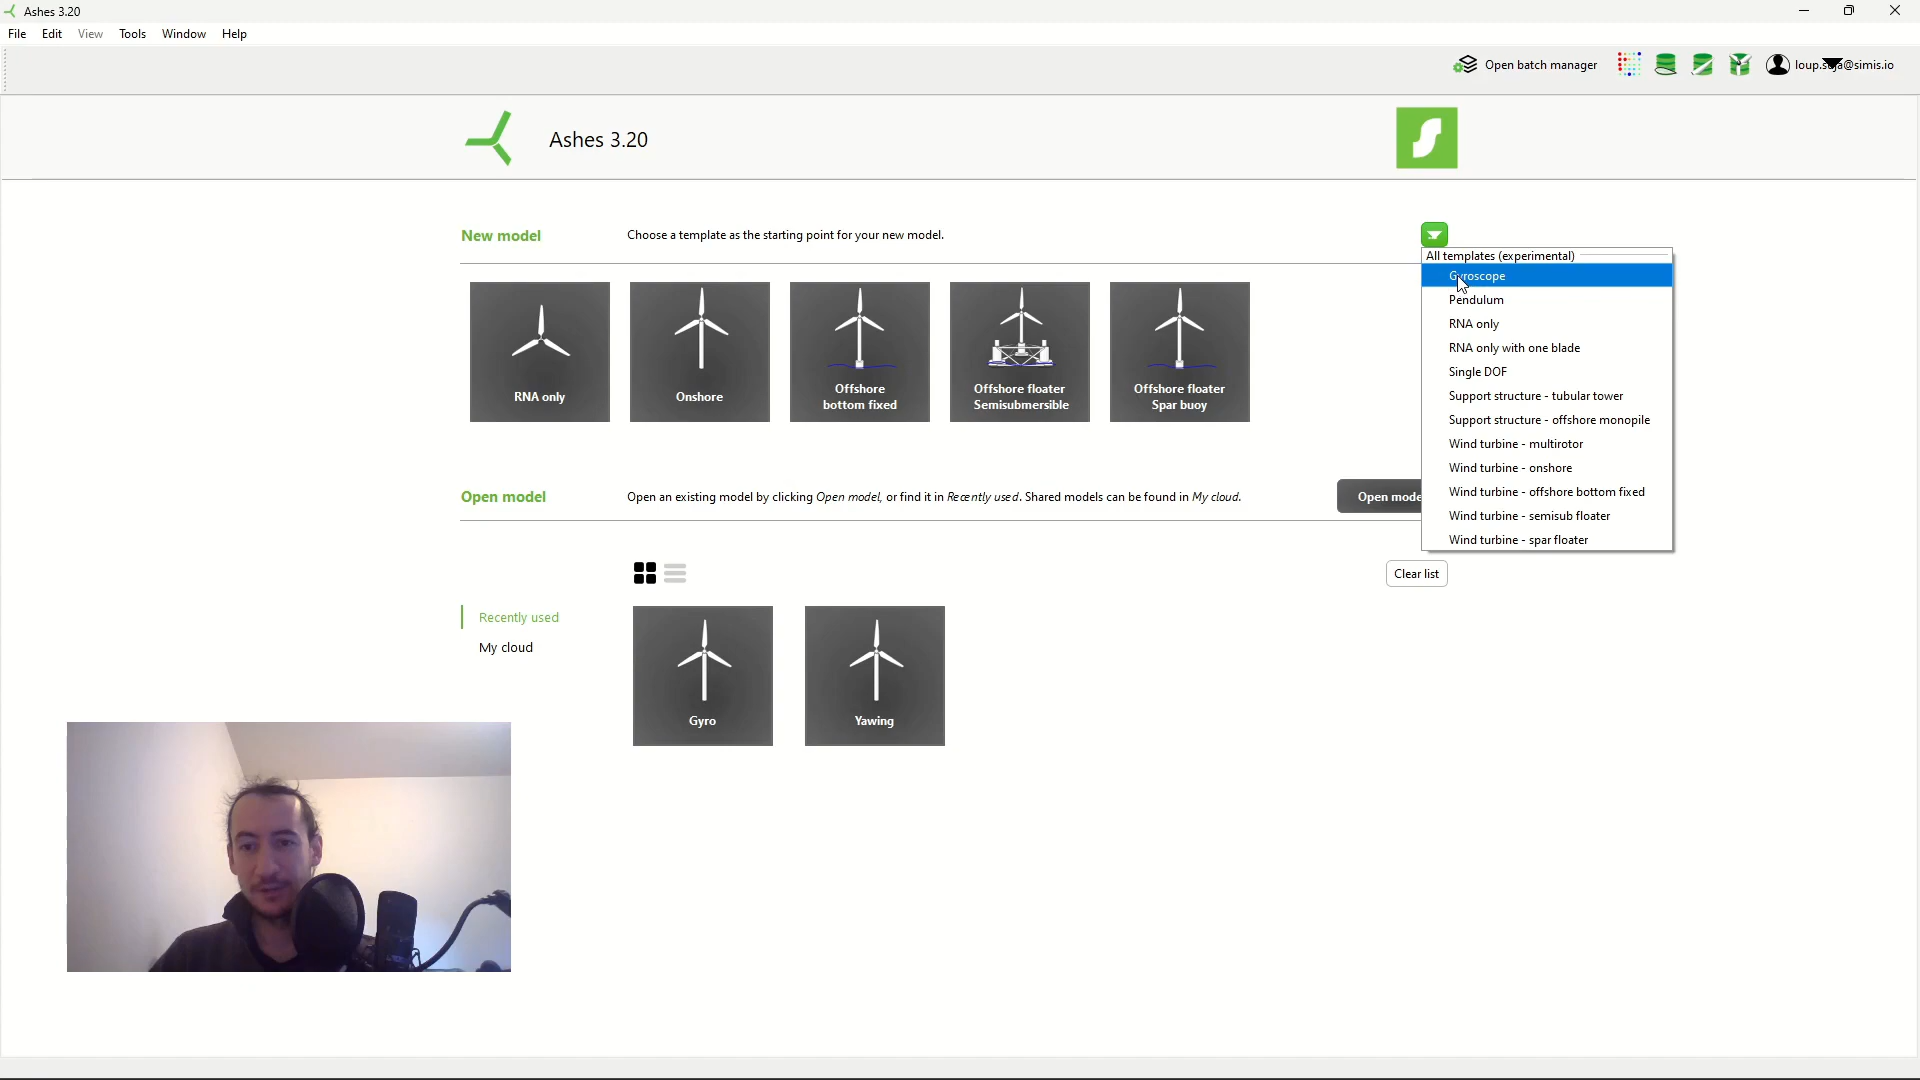 Ashes 3.20
File Edit View Tools Window Help
Open batch manager
Ashes 3.20
New model
Choose a template as the starting point for your new model.
All templates (experimental)
Gyroscope
Pendulum
RNA only
RNA only with one blade
Single DOF
Support structure - tubular tower
Support structure - offshore monopile
Wind turbine - multirotor
Wind turbine - onshore
Wind turbine - offshore bottom fixed
Wind turbine - semisub floater
Wind turbine - spar floater
RNA only
Onshore
Offshore
bottom fixed
Offshore floater
Semisubmersible
Offshore floater
Spar buoy
Open model
Open an existing model by clicking Open model, or find it in Recently used. Shared models can be found in My cloud.
Open mode
Clear list
Recently used
My cloud
Gyro
Yawing